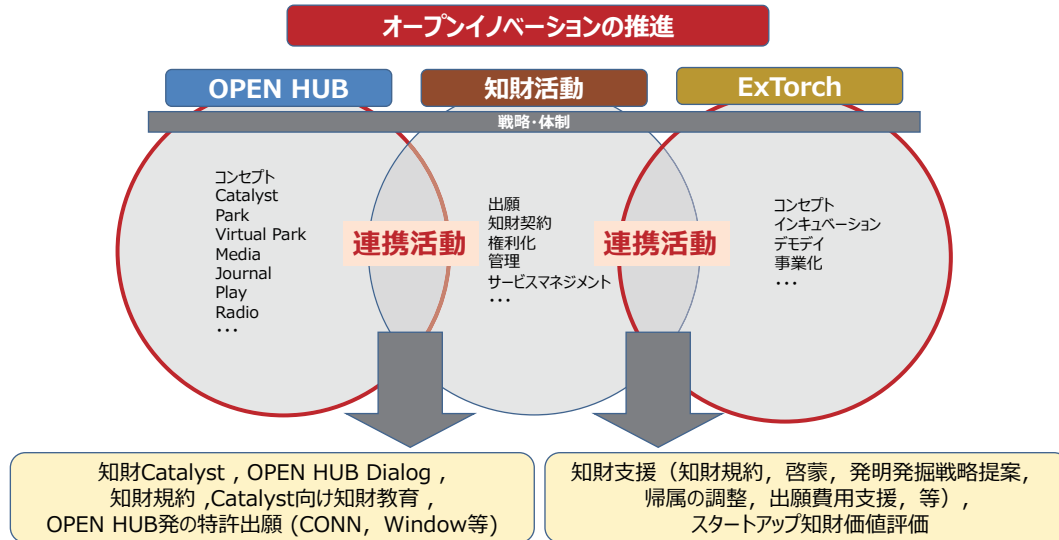 オープンイノベーションの推進
OPEN HUB
知財活動
ExTorch
戦略・体制
コンセプト
Catalyst
Park
Virtual Park
Media
Journal
Play
Radio
・・・
連携活動
出願
知財契約
権利化
管理
サービスマネジメント
・・・
連携活動
コンセプト
インキュベーション
デモデイ
事業化
・・・
知財Catalyst , OPEN HUB Dialog ,
知財規約 ,Catalyst向け知財教育 ,
OPEN HUB発の特許出願 (CONN，Window等)
知財支援（知財規約，啓蒙，発明発掘戦略提案，
帰属の調整，出願費用支援，等），
スタートアップ知財価値評価